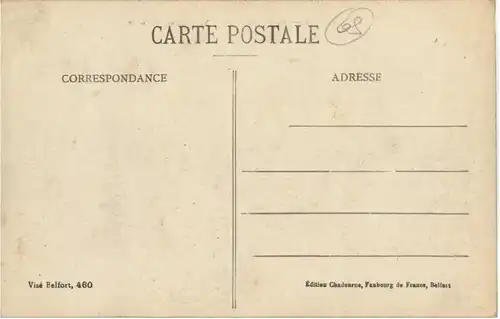 CARTE POSTALE
68
CORRESPONDANCE
ADRESSE
Visé Belfort, 460
Édition Chadourne, Faubourg de France, Belfort